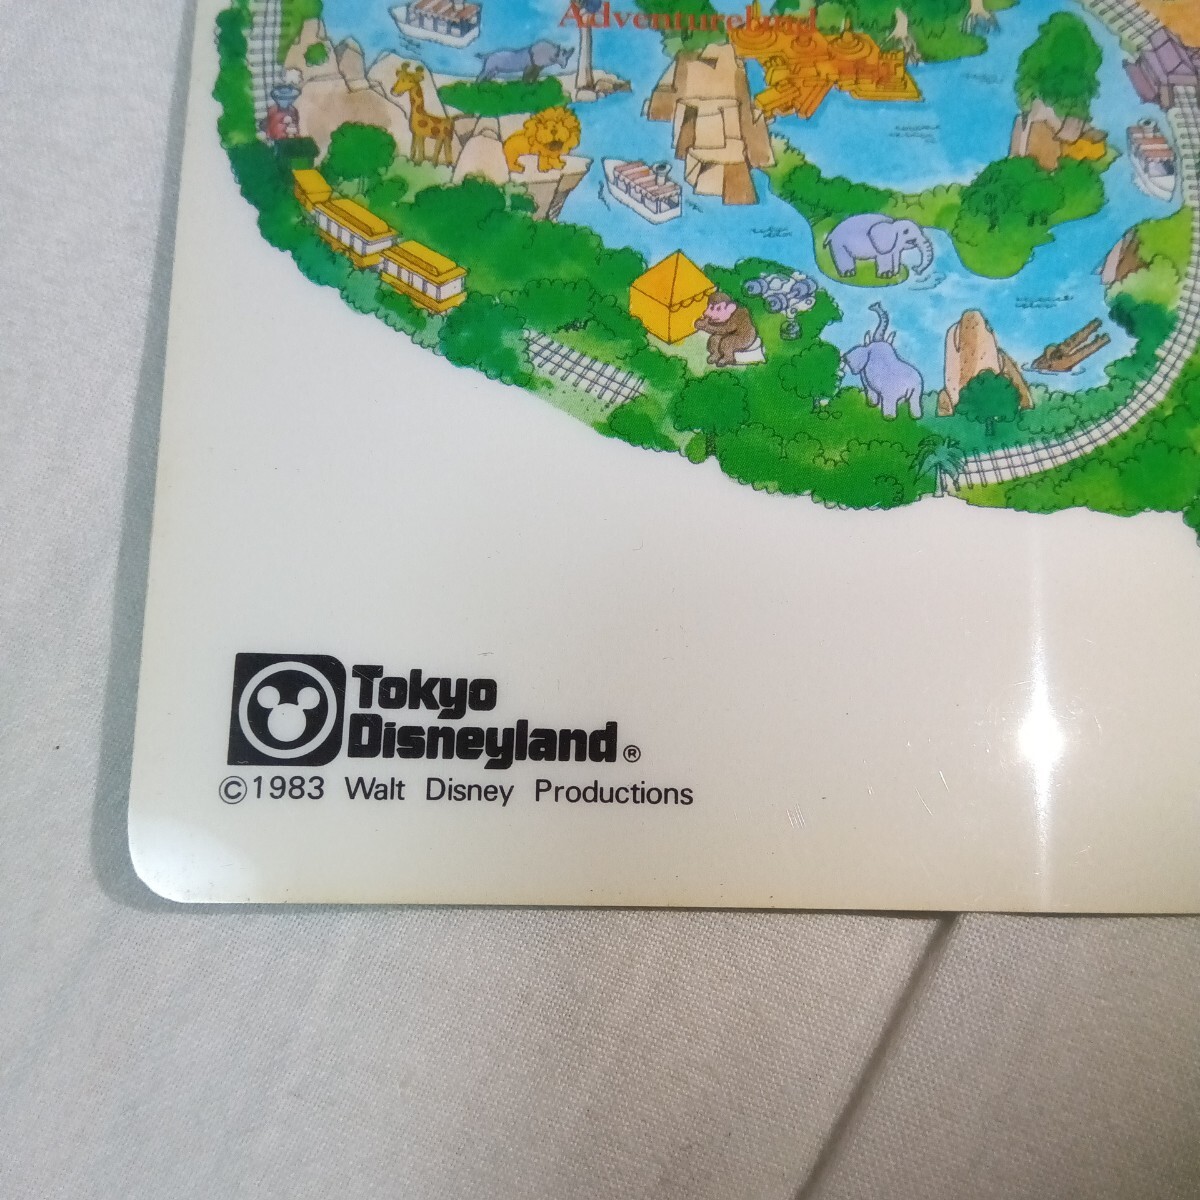 Adventureland
Tokyo
Disneyland®
©1983 Walt Disney Productions